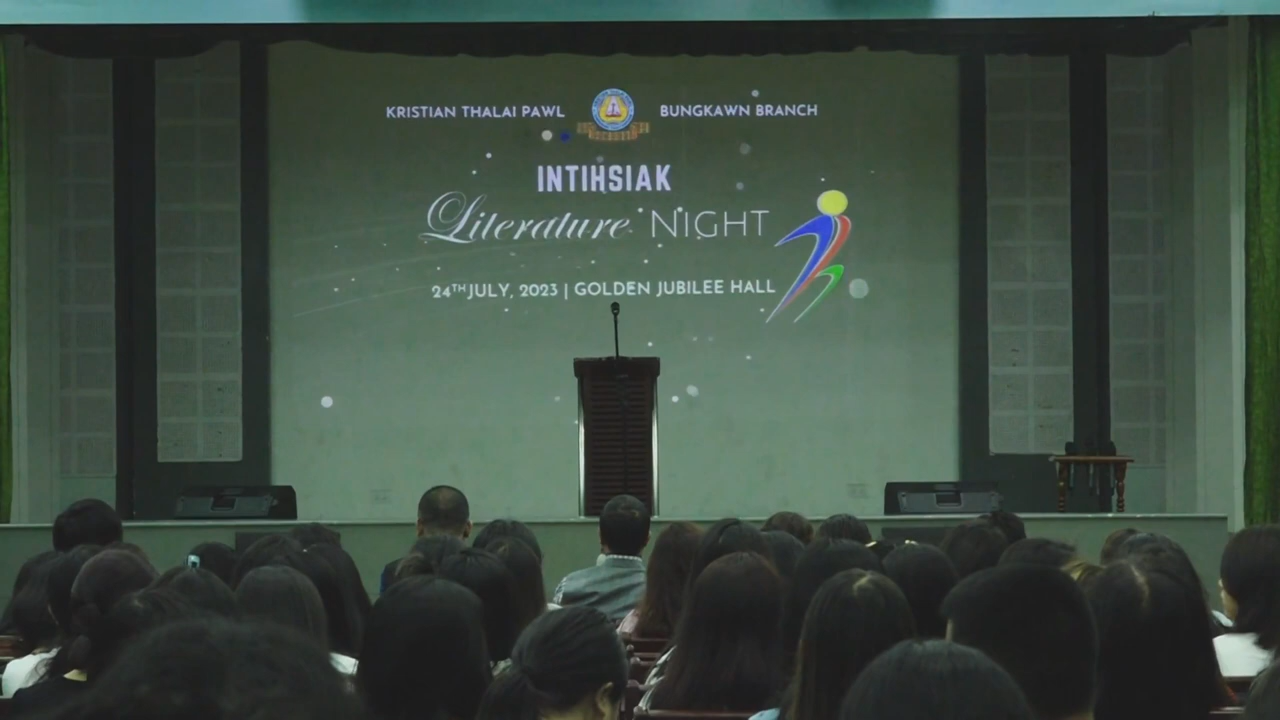 KRISTIAN THALAI PAWL BUNGKAWN BRANCH
INTIHSIAK
Literature NIGHT
24TH JULY, 2023 | GOLDEN JUBILEE HALL